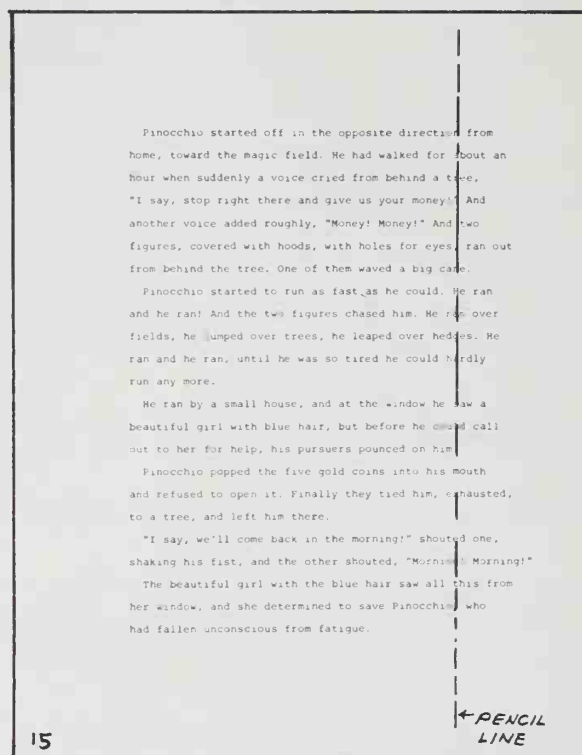 Pinocchio started off in the opposite direction from
home, toward the magic field. He had walked for about an
hour when suddenly a voice cried from behind a tree,
"I say, stop right there and give us your money!" And
another voice added roughly, "Money! Money!" And two
figures, covered with hoods, with holes for eyes, ran out
from behind the tree. One of them waved a big cane.
Pinocchio started to run as fast as he could. He ran
and he ran! And the two figures chased him. He ran over
fields, he jumped over trees, he leaped over hedges. He
ran and he ran, until he was so tired he could hardly
run any more.
He ran by a small house, and at the window he saw a
beautiful girl with blue hair, but before he could call
out to her for help, his pursuers pounced on him.
Pinocchio popped the five gold coins into his mouth
and refused to open it. Finally they tied him, exhausted,
to a tree, and left him there.
"I say, we'll come back in the morning!" shouted one,
shaking his fist, and the other shouted, "Morning! Morning!"
The beautiful girl with the blue hair saw all this from
her window, and she determined to save Pinocchio, who
had fallen unconscious from fatigue.
←PENCIL
LINE
15